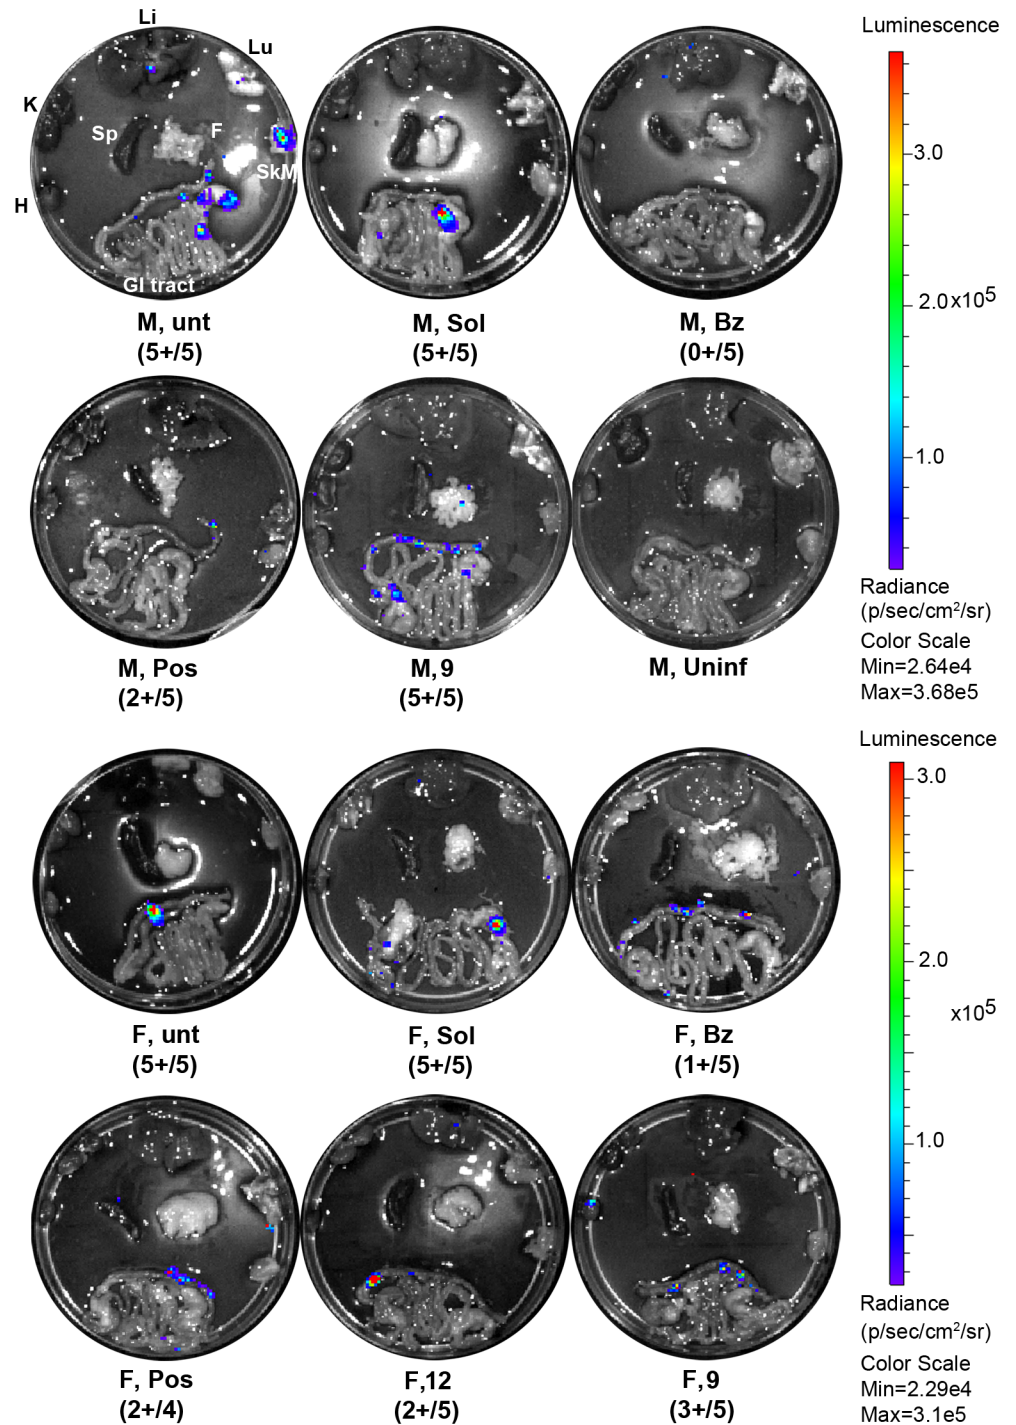 Luminescence
Li
Lu
K
Sp
F
SkM
H
GI tract
3.0
2.0x10⁵
1.0
M, unt
(5+/5)
M, Sol
(5+/5)
M, Bz
(0+/5)
Radiance
(p/sec/cm²/sr)
Color Scale
Min=2.64e4
Max=3.68e5
M, Pos
(2+/5)
M,9
(5+/5)
M, Uninf
Luminescence
3.0
2.0
x10⁵
1.0
F, unt
(5+/5)
F, Sol
(5+/5)
F, Bz
(1+/5)
Radiance
(p/sec/cm²/sr)
Color Scale
Min=2.29e4
Max=3.1e5
F, Pos
(2+/4)
F,12
(2+/5)
F,9
(3+/5)